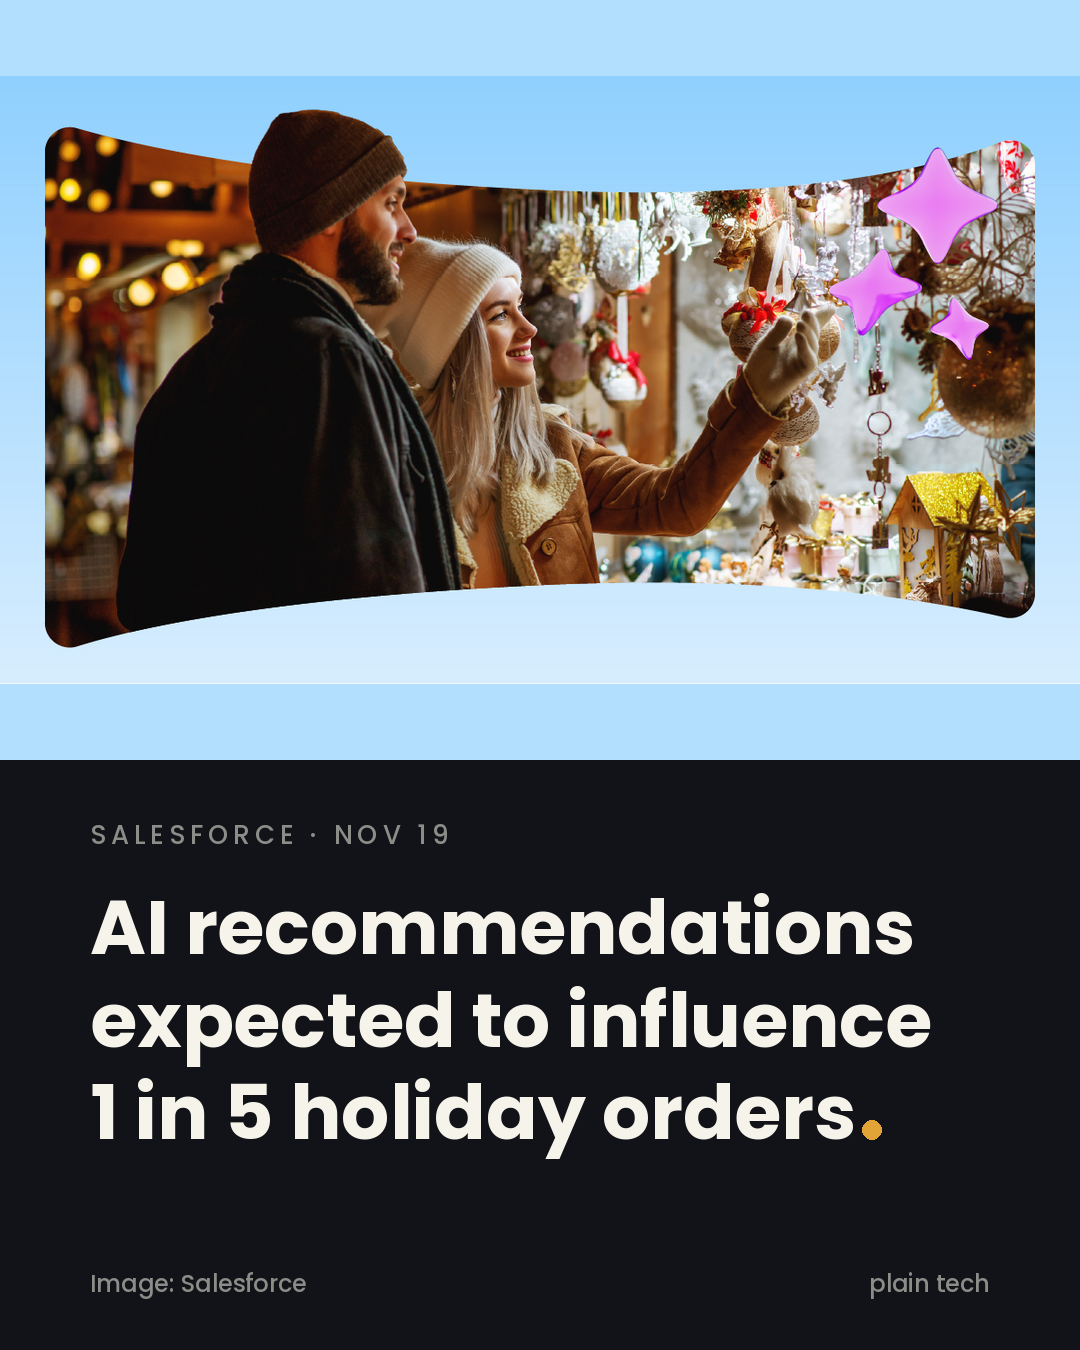 SALESFORCE · NOV 19
AI recommendations
expected to influence
1 in 5 holiday orders.
Image: Salesforce
plain tech